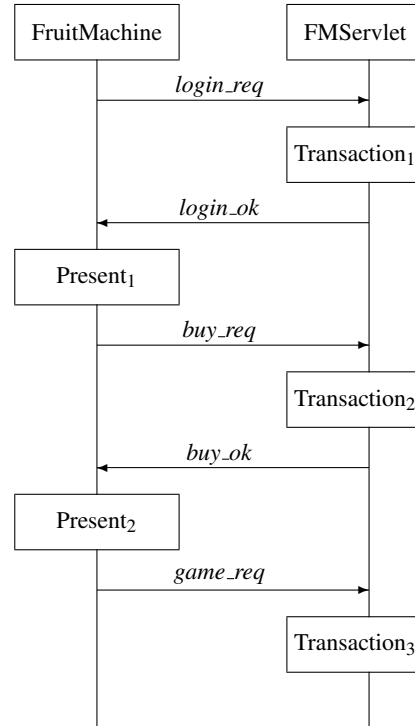 FruitMachine FMServlet
login_req
Transaction₁
login_ok
Present₁
buy_req
Transaction₂
buy_ok
Present₂
game_req
Transaction₃